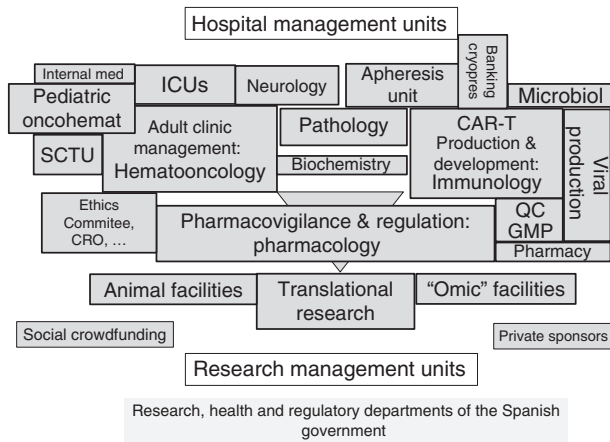 Hospital management units
Banking
cryopres
Internal med
ICUs
Neurology
Apheresis
unit
Microbiol
Pediatric
oncohemat
Adult clinic
management:
Hematooncology
Pathology
CAR-T
Production &
development:
Immunology
Viral
production
SCTU
Biochemistry
Ethics
Commitee,
CRO, ...
Pharmacovigilance & regulation:
pharmacology
QC
GMP
Pharmacy
Animal facilities
Translational
research
“Omic” facilities
Social crowdfunding
Private sponsors
Research management units
Research, health and regulatory departments of the Spanish
government